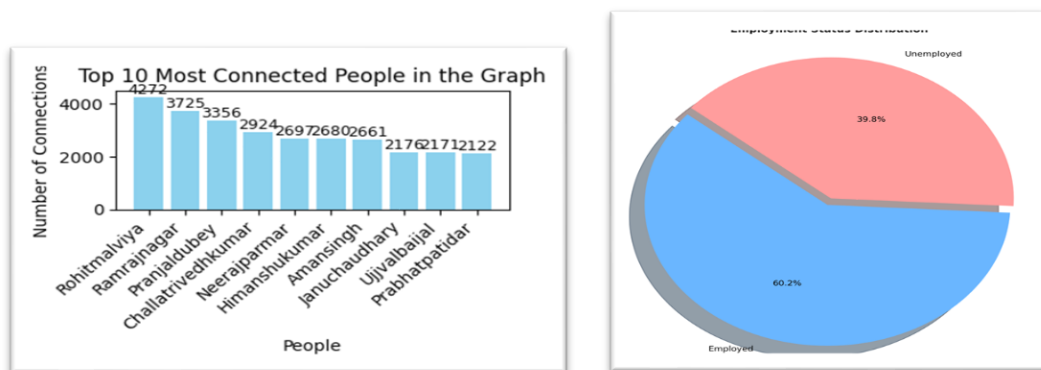 Top 10 Most Connected People in the Graph
Number of Connections
4000
2000
0
4272
3725
3356
2924
2697
2680
2661
2176
2171
2122
Rohitmalviya
Ramrajnagar
Pranjaldubey
Challatrivedhkumar
Neerajparmar
Himanshukumar
Amansingh
Januchaudhary
Ujjvalbaijal
Prabhatpatidar
People
Employment Status Distribution
Unemployed
39.8%
60.2%
Employed